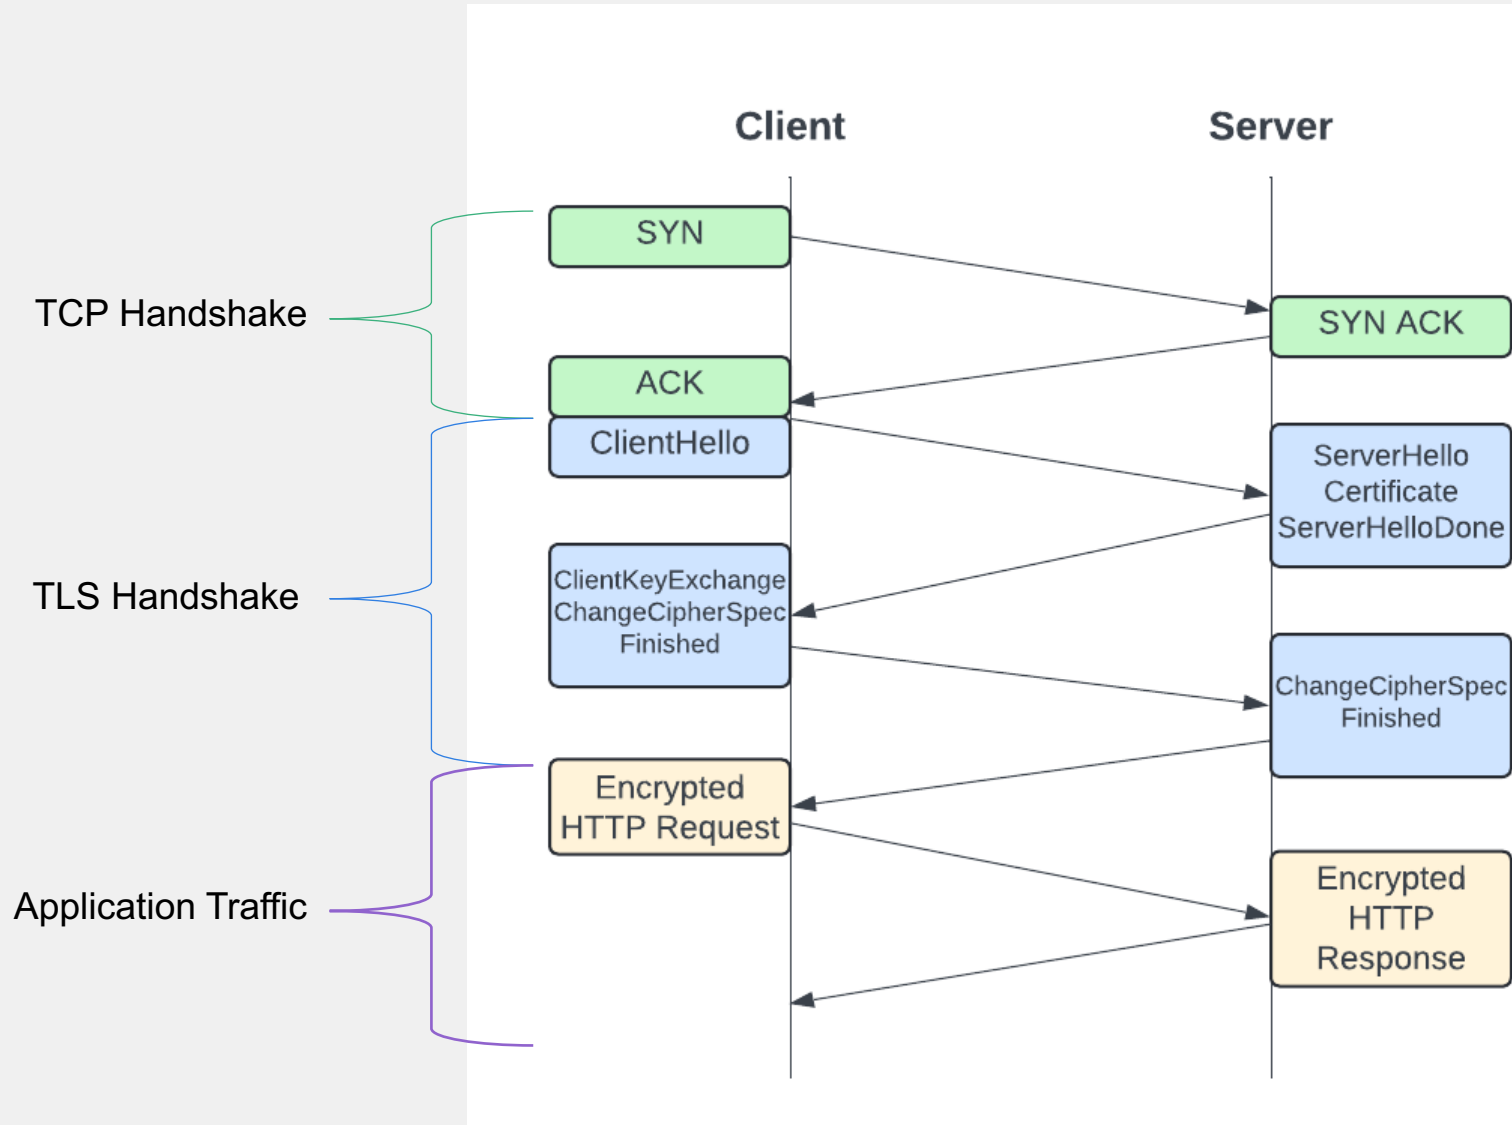 Client
Server
TCP Handshake
SYN
SYN ACK
ACK
ClientHello
ServerHello
Certificate
ServerHelloDone
TLS Handshake
ClientKeyExchange
ChangeCipherSpec
Finished
ChangeCipherSpec
Finished
Application Traffic
Encrypted
HTTP Request
Encrypted
HTTP
Response